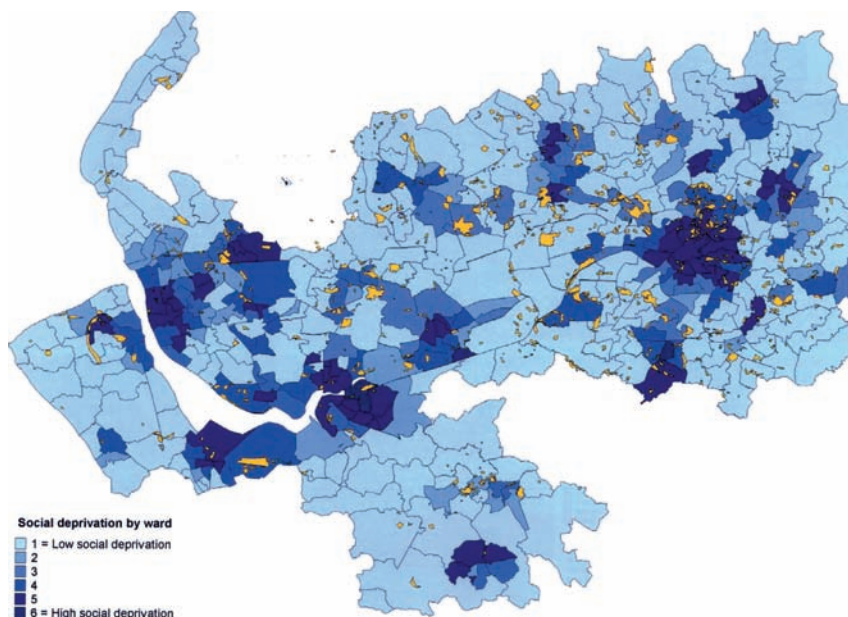 Social deprivation by ward
1 = Low social deprivation
2
3
4
5
6 = High social deprivation